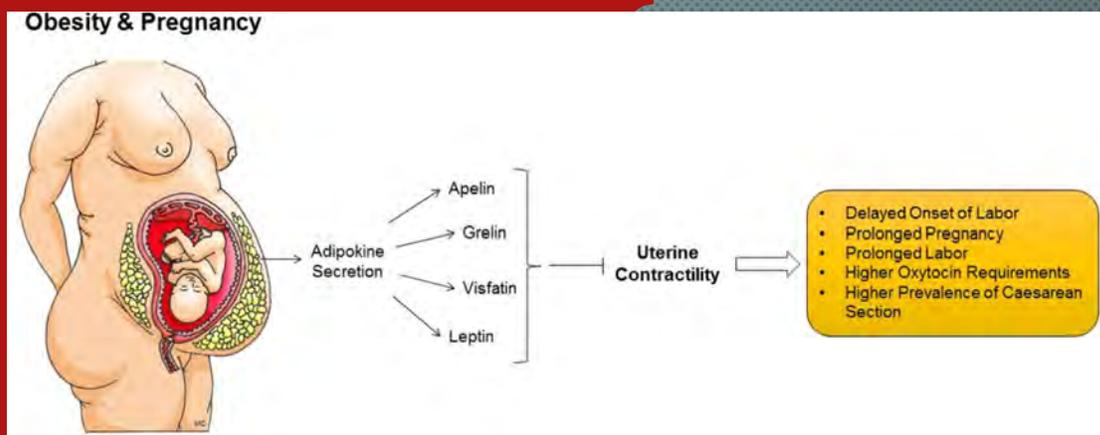 Obesity & Pregnancy
Adipokine
Secretion
Apelin
Grelin
Visfatin
Leptin
Uterine
Contractility
• Delayed Onset of Labor
• Prolonged Pregnancy
• Prolonged Labor
• Higher Oxytocin Requirements
• Higher Prevalence of Caesarean
Section